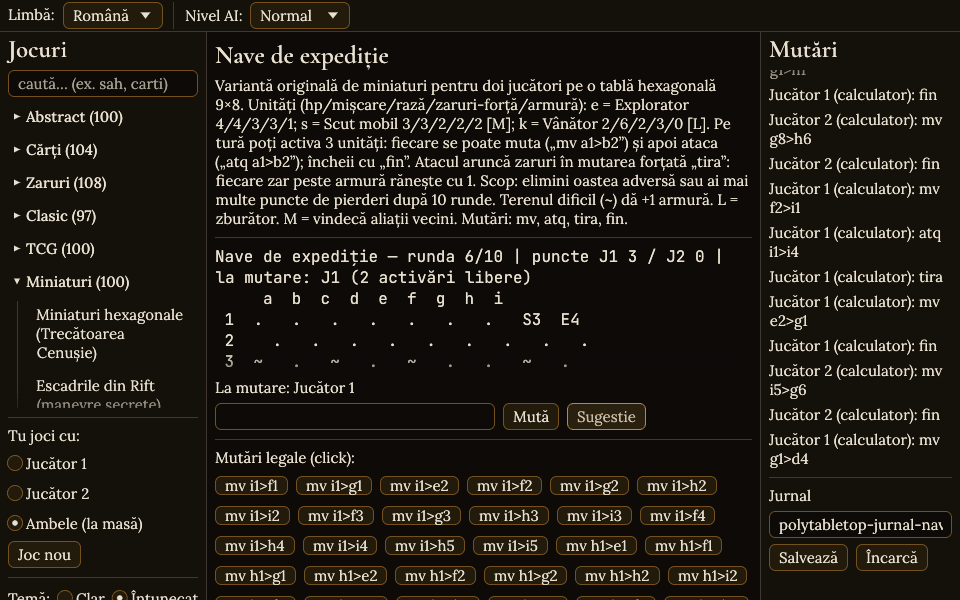 Limbă: Română ▼ Nivel AI: Normal ▼
Jocuri
caută... (ex. sah, carti)
▸ Abstract (100)
▸ Cărți (104)
▸ Zaruri (108)
▸ Clasic (97)
▸ TCG (100)
▾ Miniaturi (100)
Miniaturi hexagonale
(Trecătoarea
Cenușie)
Escadrile din Rift
(manevre secrete)
Tu joci cu:
Jucător 1
Jucător 2
Ambele (la masă)
Joc nou
Temă: Clar Întunecat
Nave de expediție
Variantă originală de miniaturi pentru doi jucători pe o tablă hexagonală
9×8. Unități (hp/mișcare/rază/zaruri-forță/armură): e = Explorator
4/4/3/3/1; s = Scut mobil 3/3/2/2/2 [M]; k = Vânător 2/6/2/3/0 [L]. Pe
tură poți activa 3 unități: fiecare se poate muta („mv a1>b2”) și apoi ataca
(„atq a1>b2”); închei cu „fin”. Atacul aruncă zaruri în mutarea forțată „tira”:
fiecare zar peste armură rănește cu 1. Scop: elimini oastea adversă sau ai mai
multe puncte de pierderi după 10 runde. Terenul dificil (~) dă +1 armură. L =
zburător. M = vindecă aliații vecini. Mutări: mv, atq, tira, fin.
Nave de expediție — runda 6/10 | puncte J1 3 / J2 0 |
la mutare: J1 (2 activări libere)
a b c d e f g h i
1 . . . . . . . S3 E4
2 . . . . . . . . .
3 ~ . ~ . ~ . . ~ .
La mutare: Jucător 1
Mută Sugestie
Mutări legale (click):
mv i1>f1 mv i1>g1 mv i1>e2 mv i1>f2 mv i1>g2 mv i1>h2
mv i1>i2 mv i1>f3 mv i1>g3 mv i1>h3 mv i1>i3 mv i1>f4
mv i1>h4 mv i1>i4 mv i1>h5 mv i1>i5 mv h1>e1 mv h1>f1
mv h1>g1 mv h1>e2 mv h1>f2 mv h1>g2 mv h1>h2 mv h1>i2
Mutări
Jucător 1 (calculator): fin
Jucător 2 (calculator): mv
g8>h6
Jucător 2 (calculator): fin
Jucător 1 (calculator): mv
f2>i1
Jucător 1 (calculator): atq
i1>i4
Jucător 1 (calculator): tira
Jucător 1 (calculator): mv
e2>g1
Jucător 1 (calculator): fin
Jucător 2 (calculator): mv
i5>g6
Jucător 2 (calculator): fin
Jucător 1 (calculator): mv
g1>d4
Jurnal
polytabletop-jurnal-nav
Salvează Încarcă